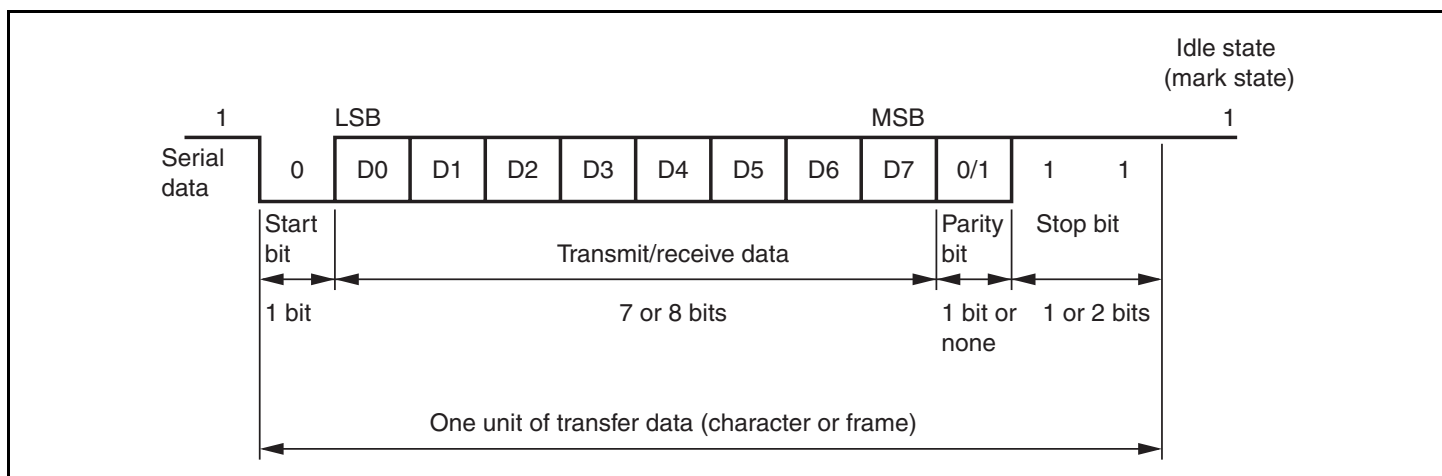 Idle state
(mark state)
1 LSB MSB 1
Serial
data
0 D0 D1 D2 D3 D4 D5 D6 D7 0/1 1 1
Start
bit
Transmit/receive data
Parity
bit
Stop bit
1 bit
7 or 8 bits
1 bit or
none
1 or 2 bits
One unit of transfer data (character or frame)